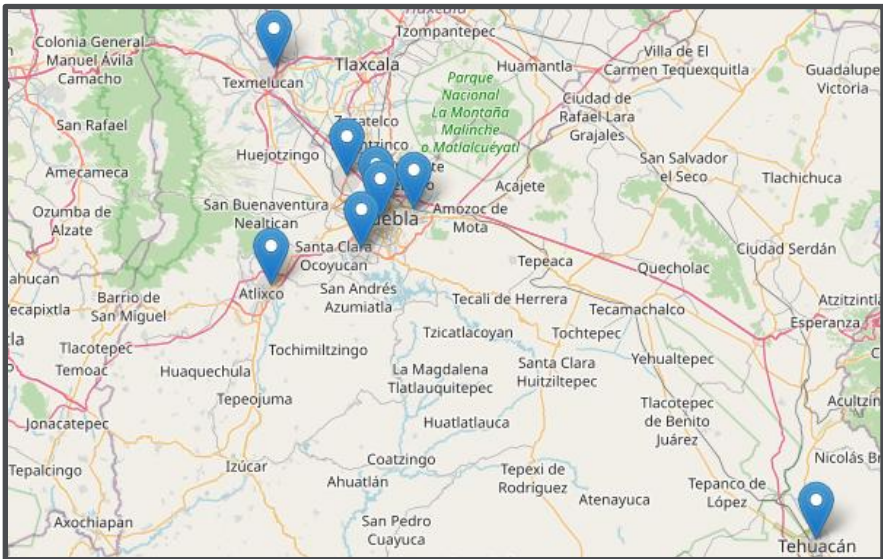 Tzompantepec
Colonia General
Manuel Ávila
Camacho
Villa de El
Carmen Tequexquitla
Tlaxcala
Huamantla
Guadalupe
Victoria
Texmelucan
Parque
Nacional
La Montaña
Malinche
o Matlalcuéyatl
Ciudad de
Rafael Lara
Grajales
San Rafael
Huejotzingo
San Salvador
el Seco
Amecameca
Tlachichuca
Acajete
San Buenaventura
Nealtican
Ozumba de
Alzate
Amozoc de
Mota
Santa Clara
Ocoyucan
Ciudad Serdán
Tepeaca
Quecholac
Atlixco
San Andrés
Azumiatla
Barrio de
San Miguel
Tecali de Herrera
Tecamachalco
Esperanza
Tzicatlacoyan
Tochtepec
Tlacotepec
Temoac
Tochimiltzingo
Huaquechula
La Magdalena
Tlatlauquitepec
Santa Clara
Huitziltepec
Yehualtepec
Tepeojuma
Tlacotepec
de Benito
Juárez
Jonacatepec
Huatlatlauca
Coatzingo
Izúcar
Tepalcingo
Ahuatlán
Tepexi de
Rodríguez
Atenayuca
Tepanco de
López
Axochiapan
San Pedro
Cuayuca
Tehuacán